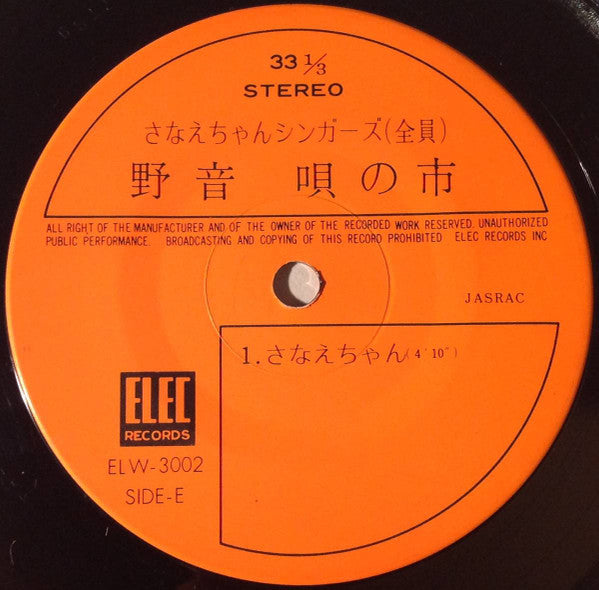 33 1/3
STEREO
さなえちゃんシンガーズ(全員)
野音 唄の市
ALL RIGHT OF THE MANUFACTURER AND OF THE OWNER OF THE RECORDED WORK RESERVED. UNAUTHORIZED
PUBLIC PERFORMANCE. BROADCASTING AND COPYING OF THIS RECORD PROHIBITED ELEC RECORDS INC
JASRAC
1. さなえちゃん(4'10")
ELEC
RECORDS
ELW-3002
SIDE-E